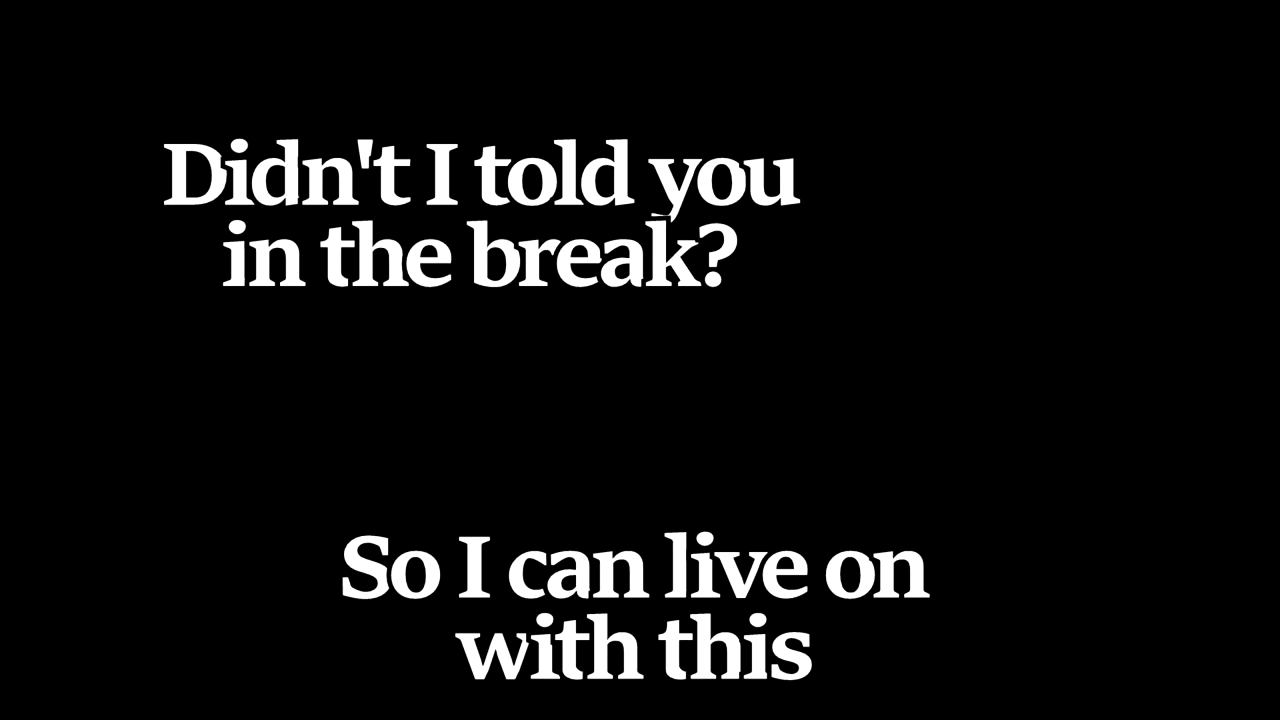 Didn't I told you
in the break?
So I can live on
with this